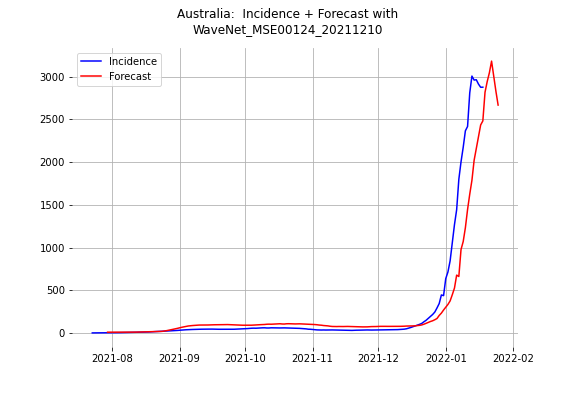 Australia:  Incidence + Forecast with
WaveNet_MSE00124_20211210
Incidence
Forecast
3000
2500
2000
1500
1000
500
0
2021-08 2021-09 2021-10 2021-11 2021-12 2022-01 2022-02